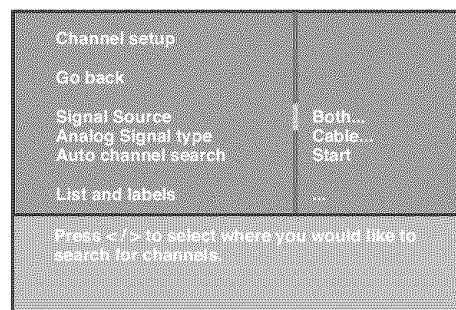 Channel setup
Go back
Signal Source Both...
Analog Signal type Cable...
Auto channel search Start
List and labels ...
Press < / > to select where you would like to
search for channels.